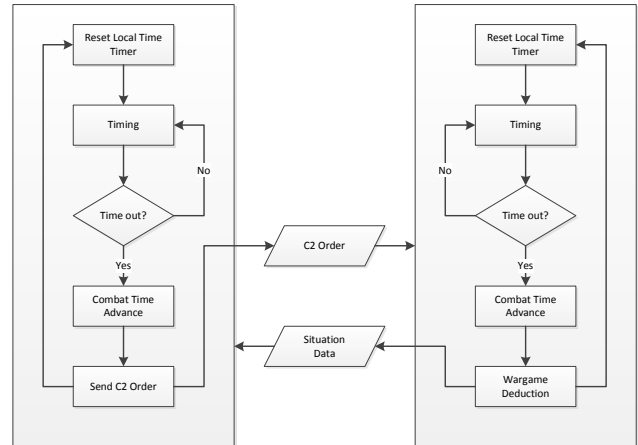 Reset Local Time
Timer
Timing
No
Time out?
Yes
Combat Time
Advance
Send C2 Order
C2 Order
Situation
Data
Reset Local Time
Timer
Timing
No
Time out?
Yes
Combat Time
Advance
Wargame
Deduction